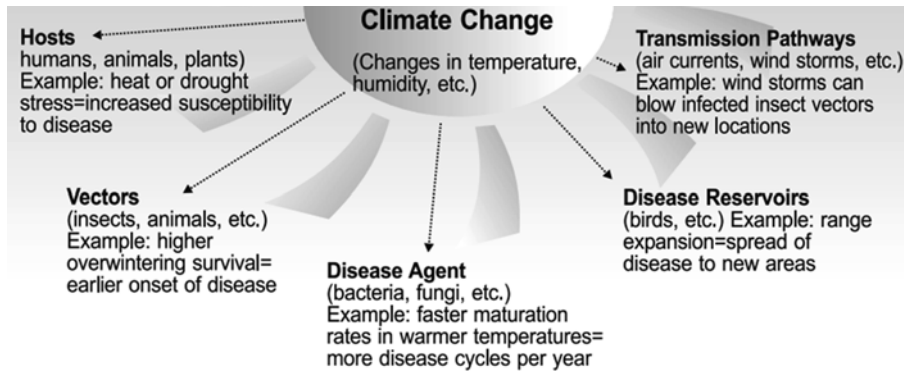 Climate Change
(Changes in temperature,
humidity, etc.)
Hosts
humans, animals, plants)
Example: heat or drought
stress=increased susceptibility
to disease
Vectors
(insects, animals, etc.)
Example: higher
overwintering survival=
earlier onset of disease
Disease Agent
(bacteria, fungi, etc.)
Example: faster maturation
rates in warmer temperatures=
more disease cycles per year
Disease Reservoirs
(birds, etc.) Example: range
expansion=spread of
disease to new areas
Transmission Pathways
(air currents, wind storms, etc.)
Example: wind storms can
blow infected insect vectors
into new locations